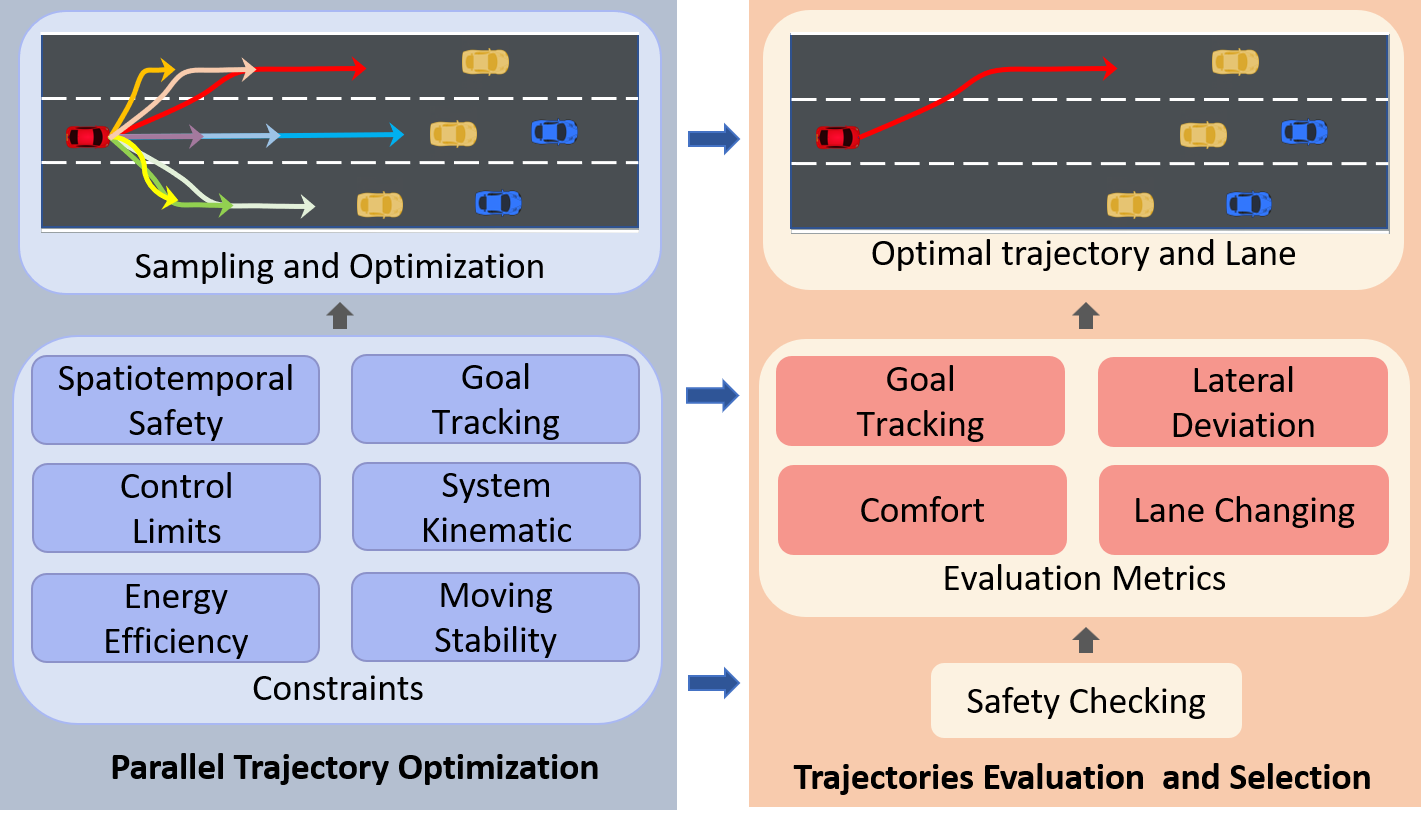 Sampling and Optimization
Spatiotemporal
Safety
Goal
Tracking
Control
Limits
System
Kinematic
Energy
Efficiency
Moving
Stability
Constraints
Parallel Trajectory Optimization
Optimal trajectory and Lane
Goal
Tracking
Lateral
Deviation
Comfort
Lane Changing
Evaluation Metrics
Safety Checking
Trajectories Evaluation  and Selection